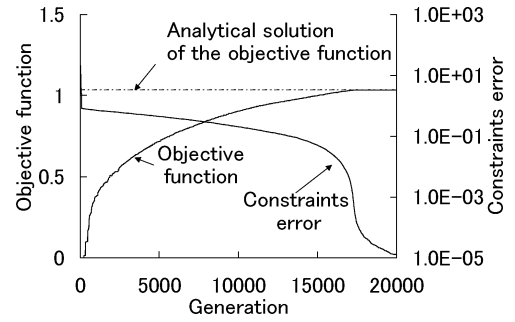 1.5
1.0E+03
Analytical solution
of the objective function
1.0E+01
1
1.0E-01
Objective function
Constraints error
Objective
function
0.5
1.0E-03
Constraints
error
0
1.0E-05
0
5000
10000
15000
20000
Generation